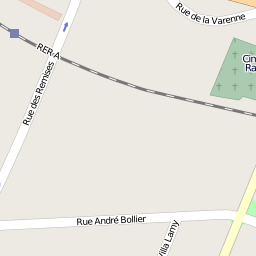 Rue de la Varenne
RER A
Rue des Remises
Rue André Bollier
Villa Lamy